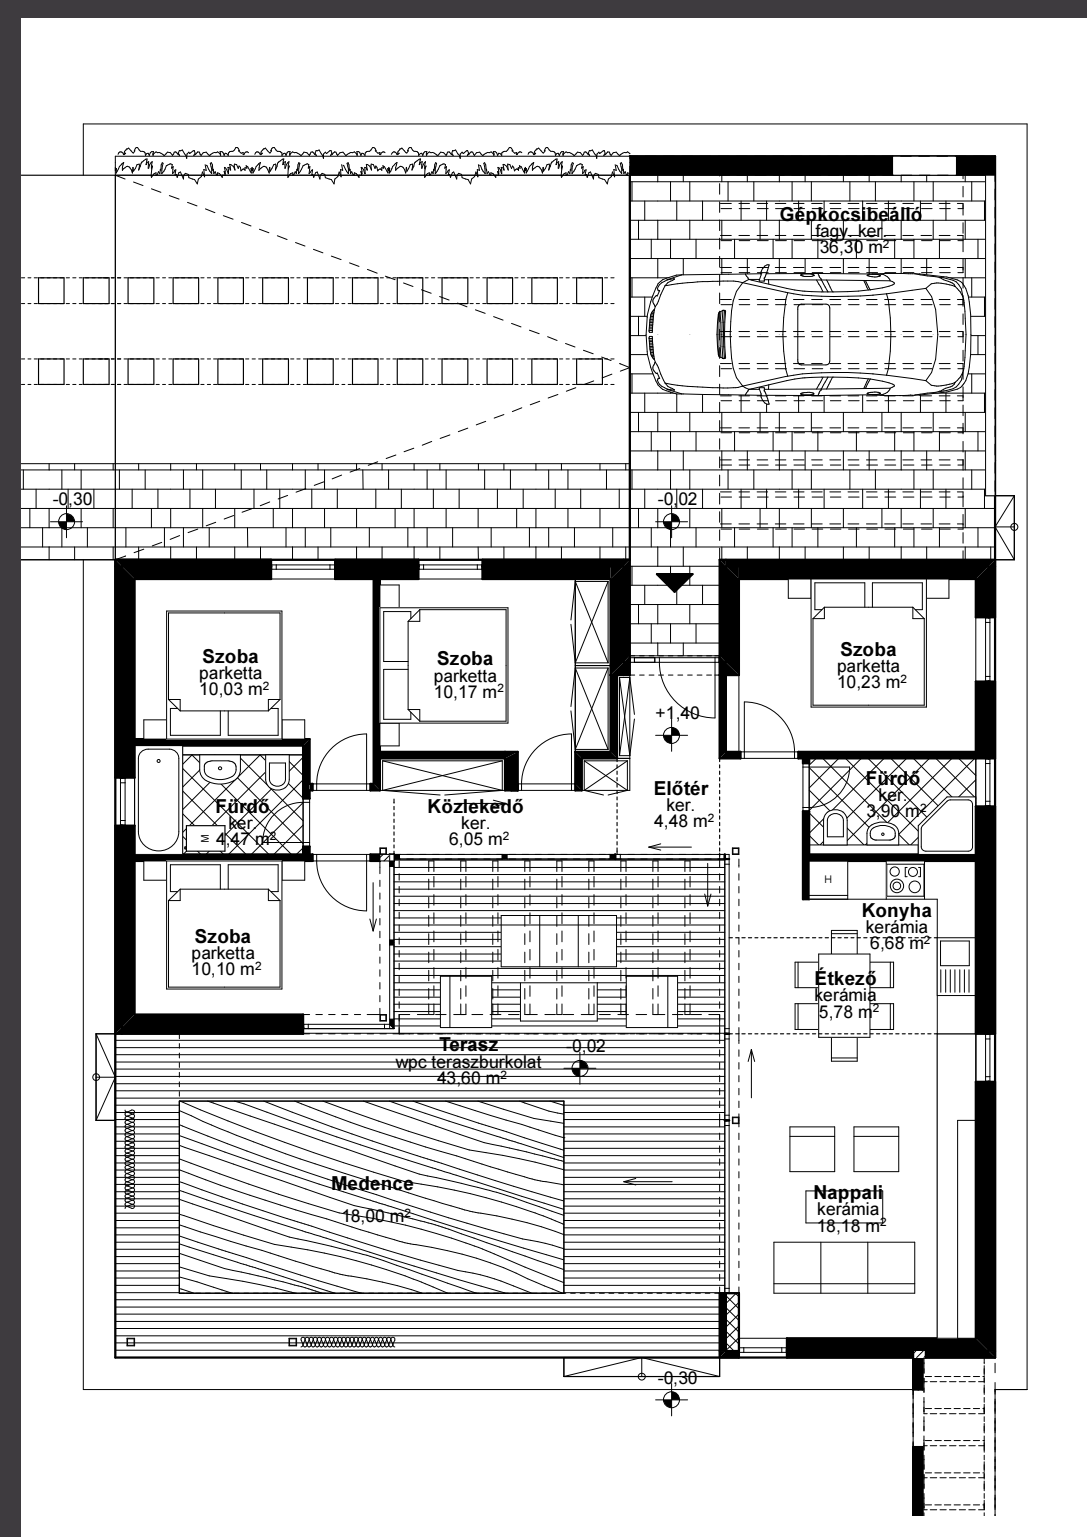 Gépkocsibeálló
fagy. ker.
36,30 m²
-0,30
-0,02
Szoba
parketta
10,03 m²
Szoba
parketta
10,17 m²
Szoba
parketta
10,23 m²
+1,40
Fürdő
ker.
4,47 m²
M
Közlekedő
ker.
6,05 m²
Előtér
ker.
4,48 m²
Fürdő
ker.
3,90 m²
H
Konyha
kerámia
6,68 m²
Szoba
parketta
10,10 m²
Étkező
kerámia
5,78 m²
Terasz
wpc teraszburkolat
43,60 m²
-0,02
Medence
18,00 m²
Nappali
kerámia
18,18 m²
-0,30